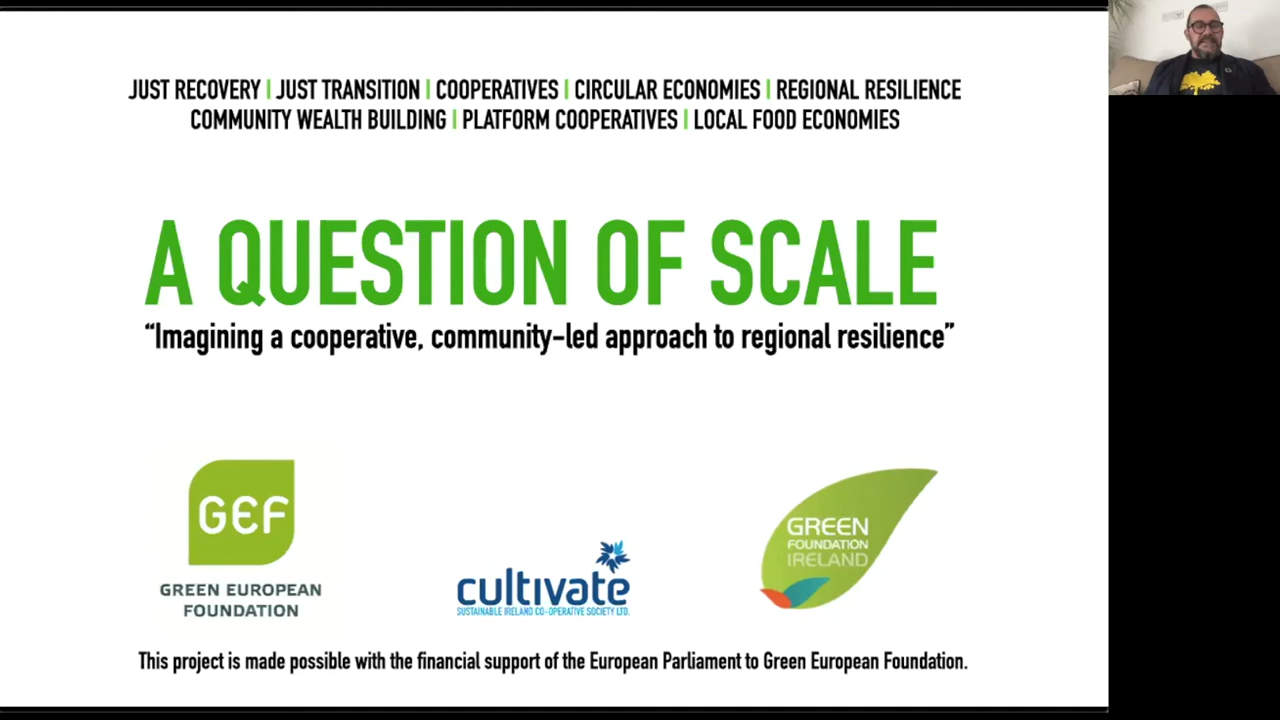 JUST RECOVERY | JUST TRANSITION | COOPERATIVES | CIRCULAR ECONOMIES | REGIONAL RESILIENCE
COMMUNITY WEALTH BUILDING | PLATFORM COOPERATIVES | LOCAL FOOD ECONOMIES
A QUESTION OF SCALE
“Imagining a cooperative, community-led approach to regional resilience”
GEF
GREEN EUROPEAN
FOUNDATION
cultivate
SUSTAINABLE IRELAND CO-OPERATIVE SOCIETY LTD.
GREEN
FOUNDATION
IRELAND
This project is made possible with the financial support of the European Parliament to Green European Foundation.